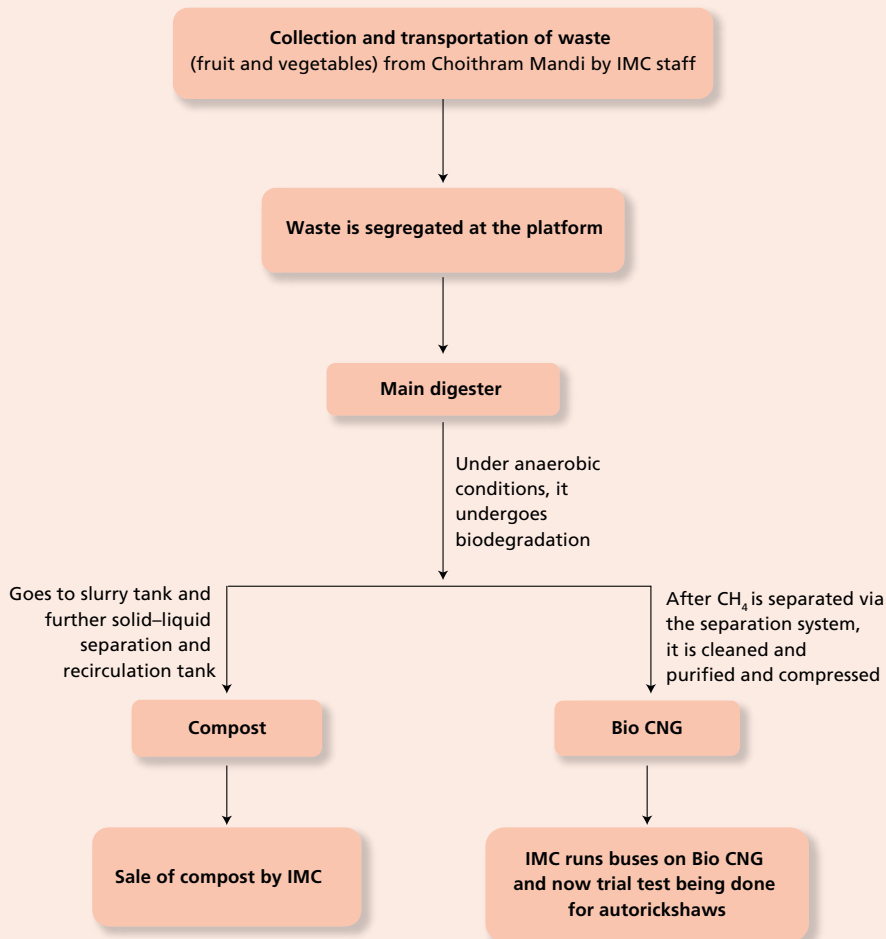 Collection and transportation of waste
(fruit and vegetables) from Choithram Mandi by IMC staff
Waste is segregated at the platform
Main digester
Under anaerobic
conditions, it
undergoes
biodegradation
Goes to slurry tank and
further solid–liquid
separation and
recirculation tank
After CH₄ is separated via
the separation system,
it is cleaned and
purified and compressed
Compost
Bio CNG
Sale of compost by IMC
IMC runs buses on Bio CNG
and now trial test being done
for autorickshaws